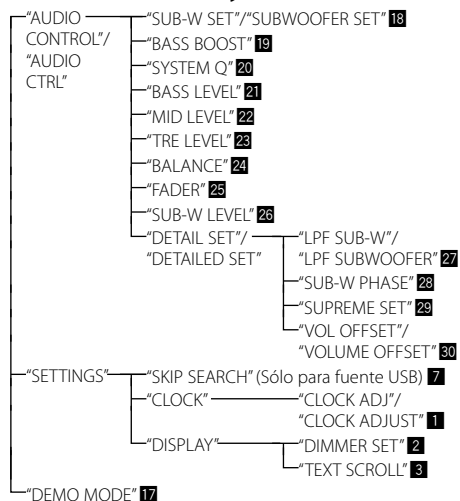 “AUDIO CONTROL”/ “AUDIO CTRL”
“SUB-W SET”/“SUBWOOFER SET” 18
“BASS BOOST” 19
“SYSTEM Q” 20
“BASS LEVEL” 21
“MID LEVEL” 22
“TRE LEVEL” 23
“BALANCE” 24
“FADER” 25
“SUB-W LEVEL” 26
“DETAIL SET”/
“DETAILED SET”
“LPF SUB-W”/
“LPF SUBWOOFER” 27
“SUB-W PHASE” 28
“SUPREME SET” 29
“VOL OFFSET”/
“VOLUME OFFSET” 30
“SETTINGS”
“SKIP SEARCH” (Sólo para fuente USB) 7
“CLOCK”
“CLOCK ADJ”/
“CLOCK ADJUST” 1
“DISPLAY”
“DIMMER SET” 2
“TEXT SCROLL” 3
“DEMO MODE” 17